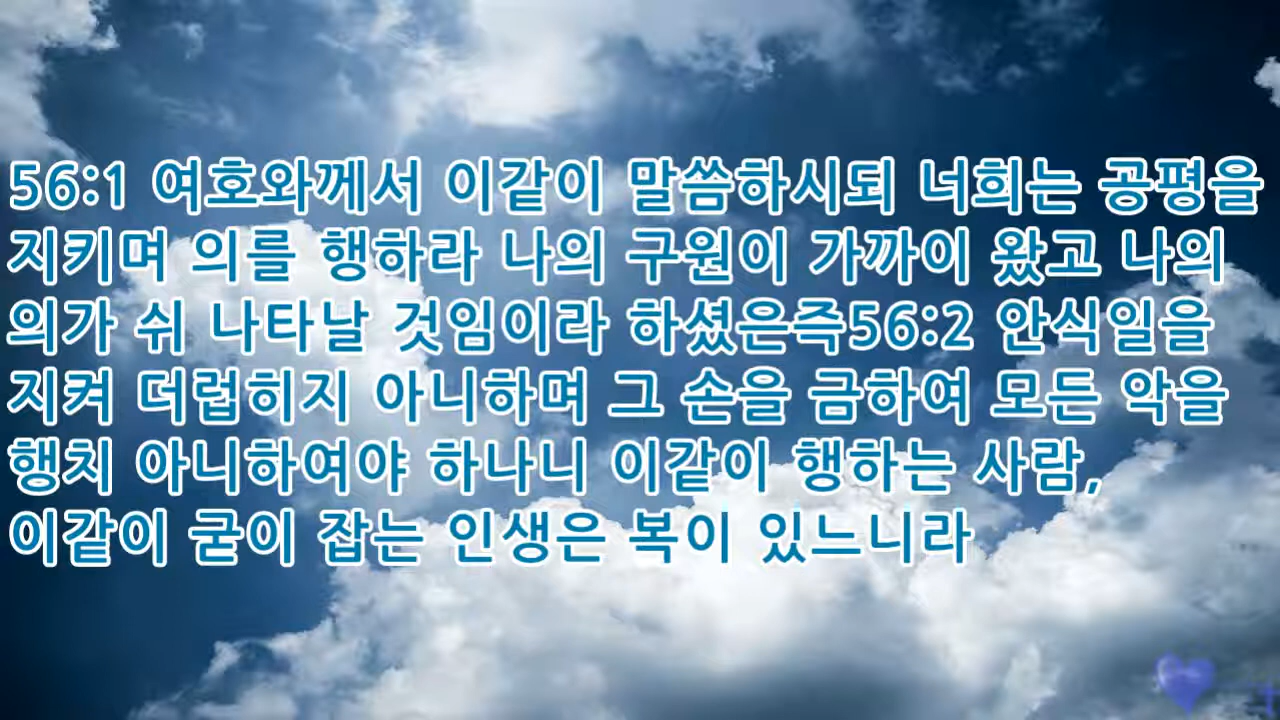 56:1 여호와께서 이같이 말씀하시되 너희는 공평을
지키며 의를 행하라 나의 구원이 가까이 왔고 나의
의가 쉬 나타날 것임이라 하셨은즉56:2 안식일을
지켜 더럽히지 아니하며 그 손을 금하여 모든 악을
행치 아니하여야 하나니 이같이 행하는 사람,
이같이 굳이 잡는 인생은 복이 있느니라